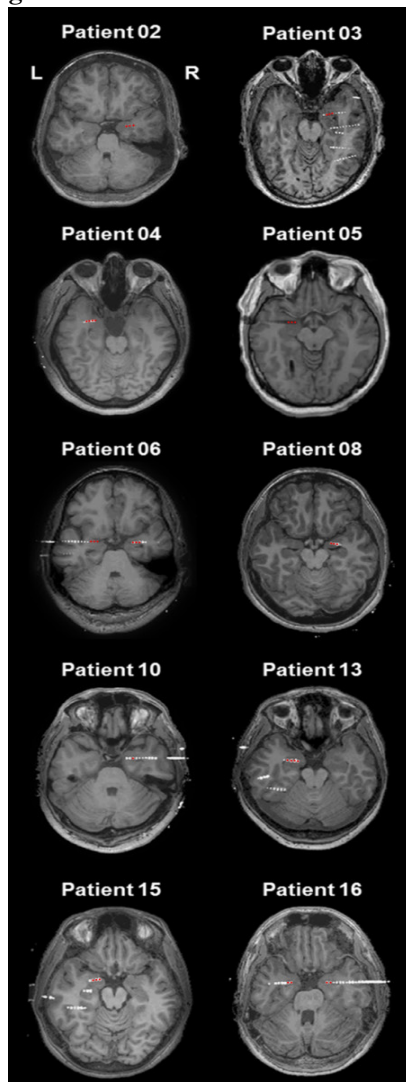 Patient 02
Patient 03
L
R
Patient 04
Patient 05
Patient 06
Patient 08
Patient 10
Patient 13
Patient 15
Patient 16